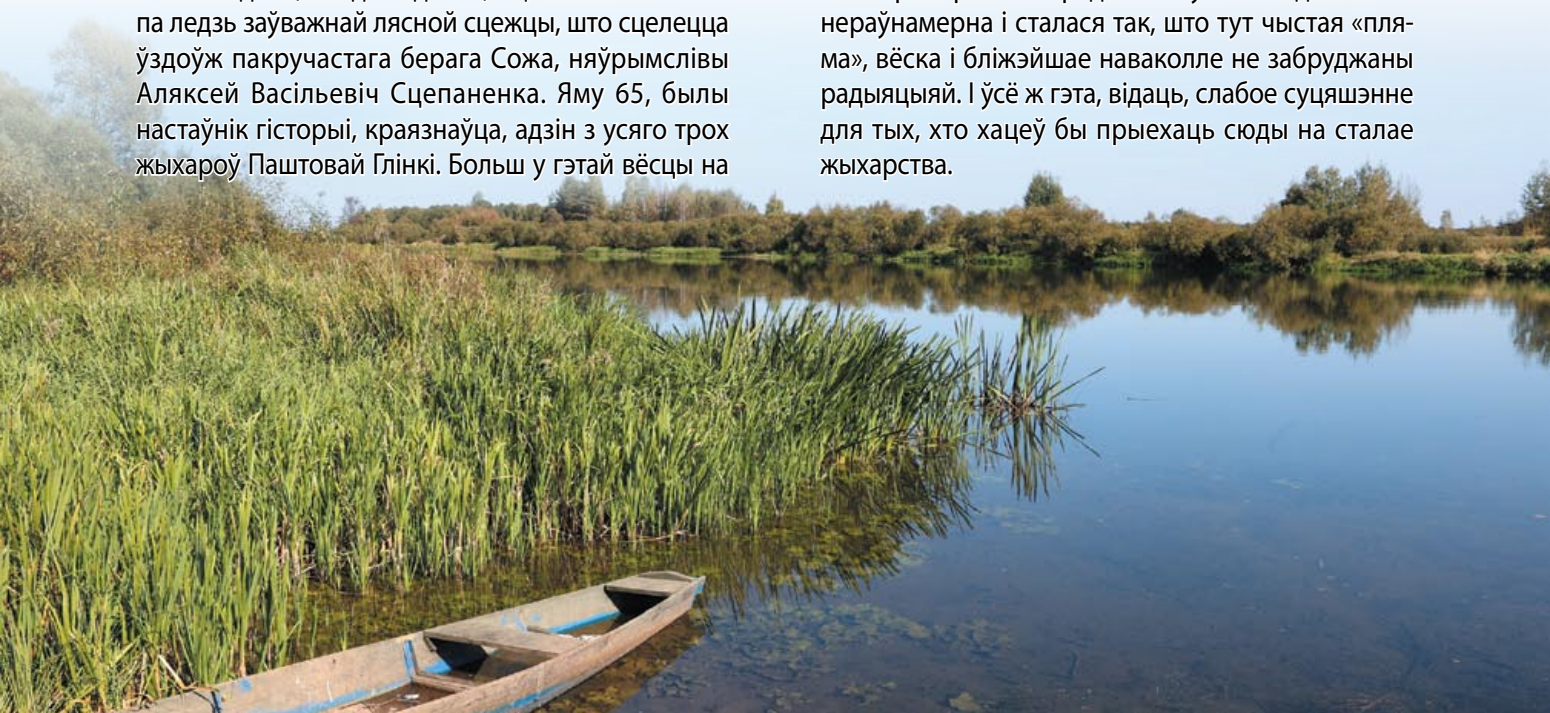 па ледзь заўважнай лясной сцежцы, што сцелецца
ўздоўж пакручастага берага Сожа, няўрымслівы
Аляксей Васільевіч Сцепаненка. Яму 65, былы
настаўнік гісторыі, краязнаўца, адзін з усяго трох
жыхароў Паштовай Глінкі. Больш у гэтай вёсцы на
нераўнамерна і сталася так, што тут чыстая «пля-
ма», вёска і бліжэйшае наваколле не забруджаны
радыяцыяй. І ўсё ж гэта, відаць, слабое суцяшэнне
для тых, хто хацеў бы прыехаць сюды на сталае
жыхарства.